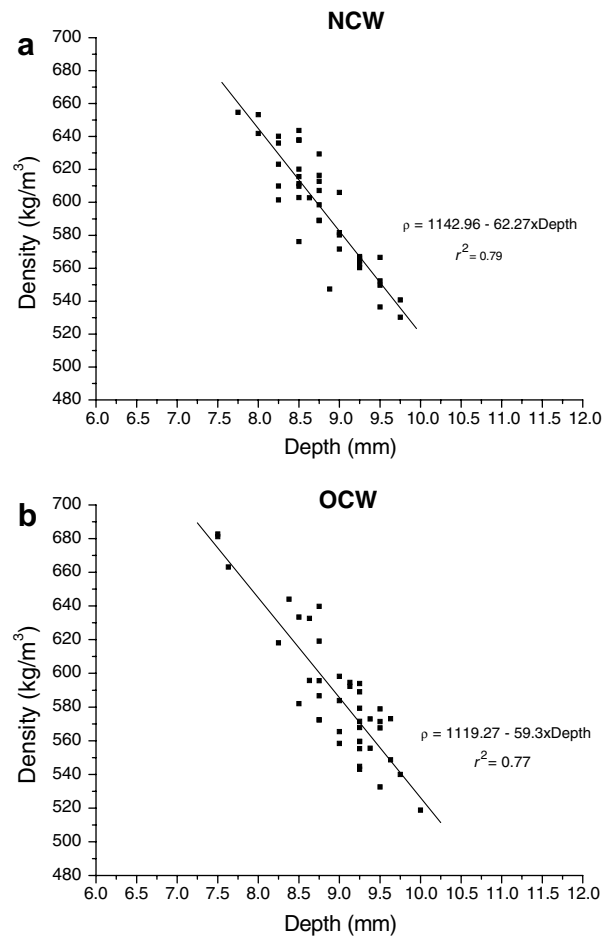 NCW
a
700
680
660
640
620
600
580
560
540
520
500
480
Density (kg/m³)
ρ = 1142.96 - 62.27xDepth
r² = 0.79
6.0 6.5 7.0 7.5 8.0 8.5 9.0 9.5 10.0 10.5 11.0 11.5 12.0
Depth (mm)
OCW
b
700
680
660
640
620
600
580
560
540
520
500
480
Density (kg/m³)
ρ = 1119.27 - 59.3xDepth
r² = 0.77
6.0 6.5 7.0 7.5 8.0 8.5 9.0 9.5 10.0 10.5 11.0 11.5 12.0
Depth (mm)